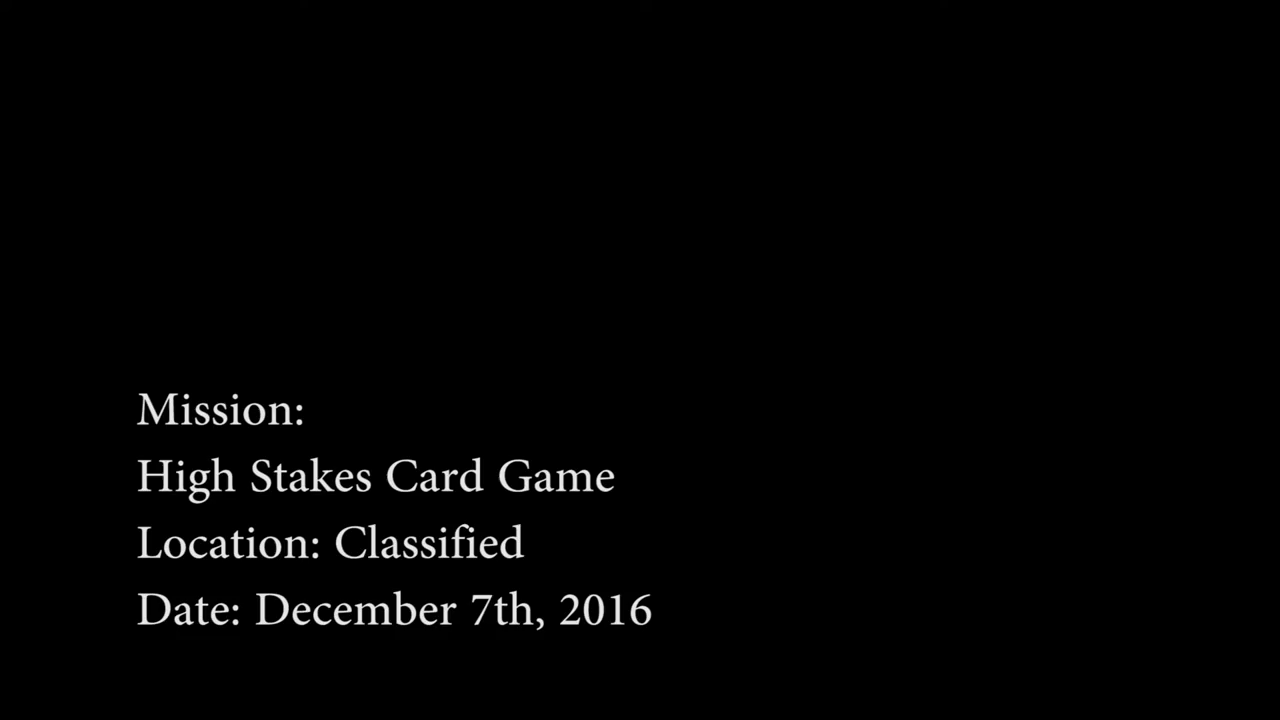 Mission:
High Stakes Card Game
Location: Classified
Date: December 7th, 2016